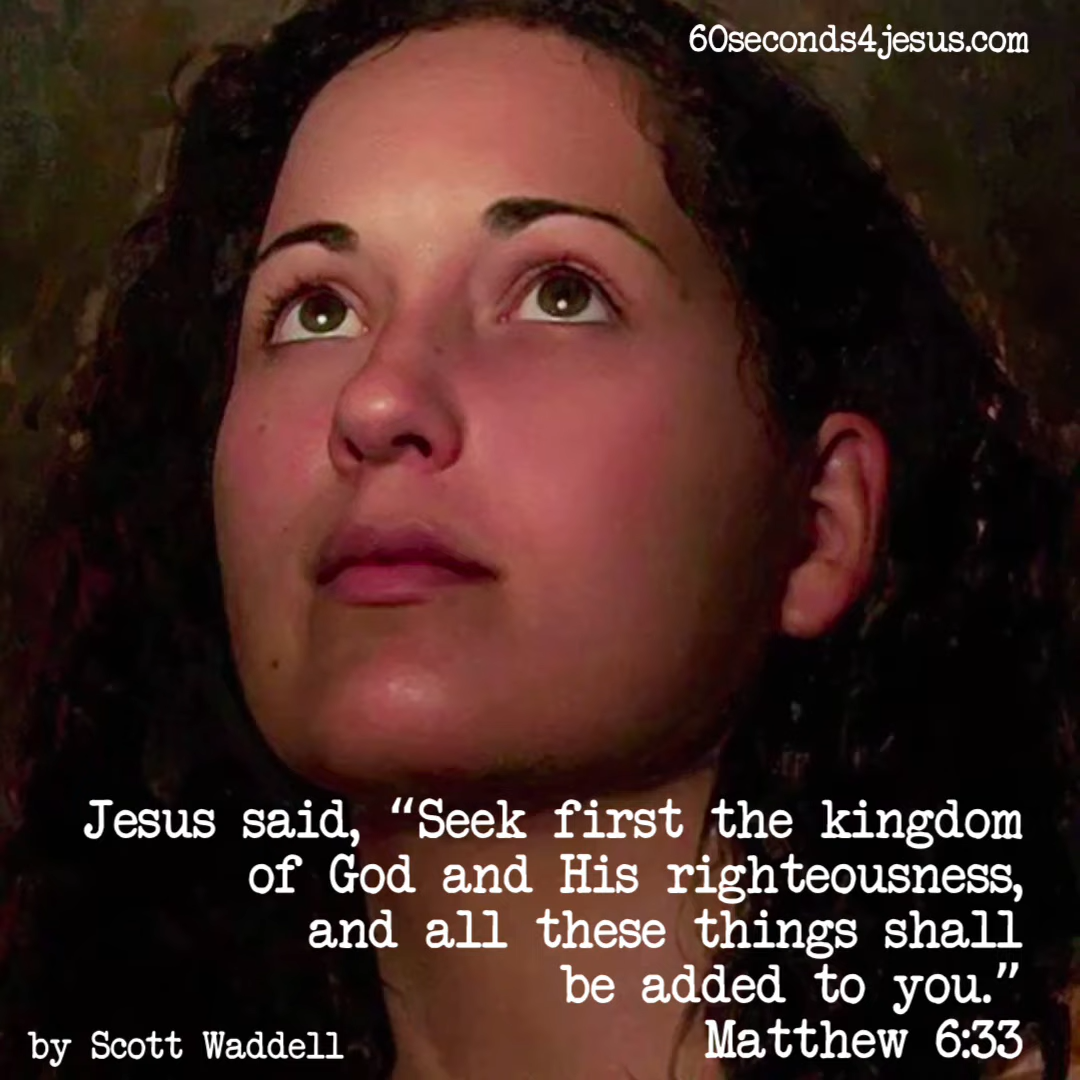 60seconds4jesus.com
Jesus said, “Seek first the kingdom
of God and His righteousness,
and all these things shall
be added to you.”
Matthew 6:33
by Scott Waddell